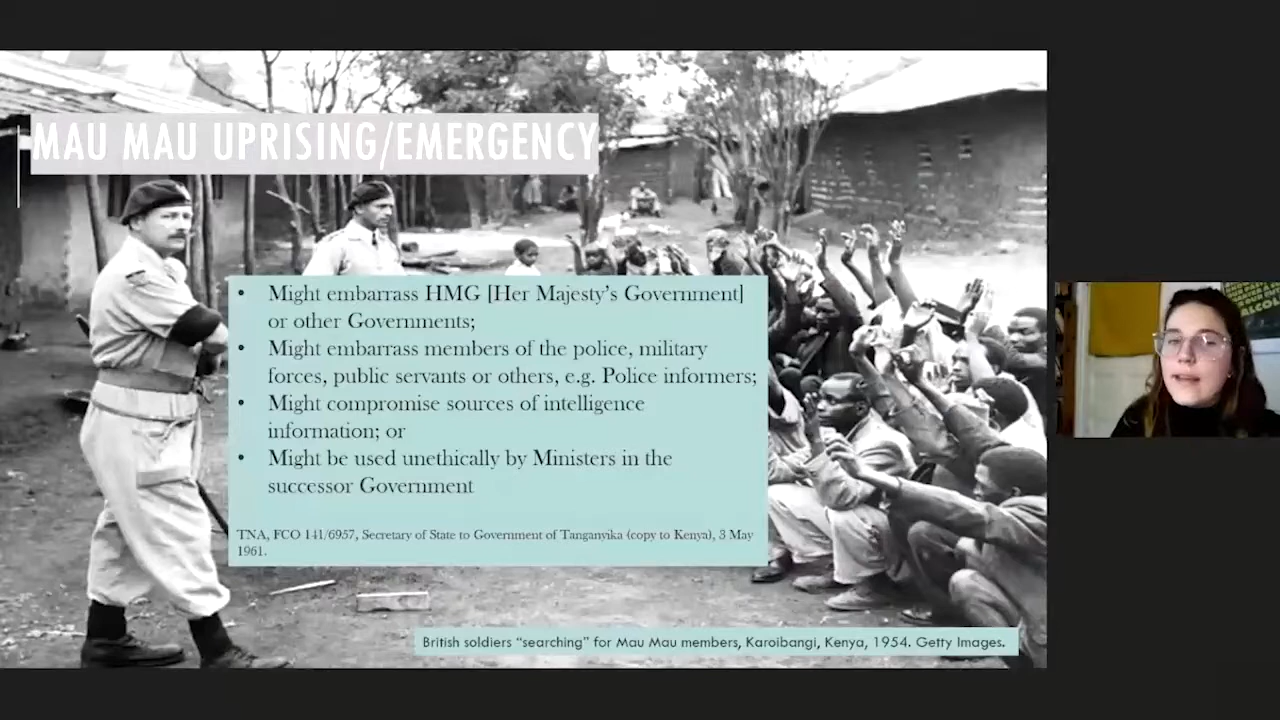 MAU MAU UPRISING/EMERGENCY
• Might embarrass HMG [Her Majesty's Government]
or other Governments;
• Might embarrass members of the police, military
forces, public servants or others, e.g. Police informers;
• Might compromise sources of intelligence
information; or
• Might be used unethically by Ministers in the
successor Government
TNA, FCO 141/6957, Secretary of State to Government of Tanganyika (copy to Kenya), 3 May
1961.
British soldiers “searching” for Mau Mau members, Karoibangi, Kenya, 1954. Getty Images.